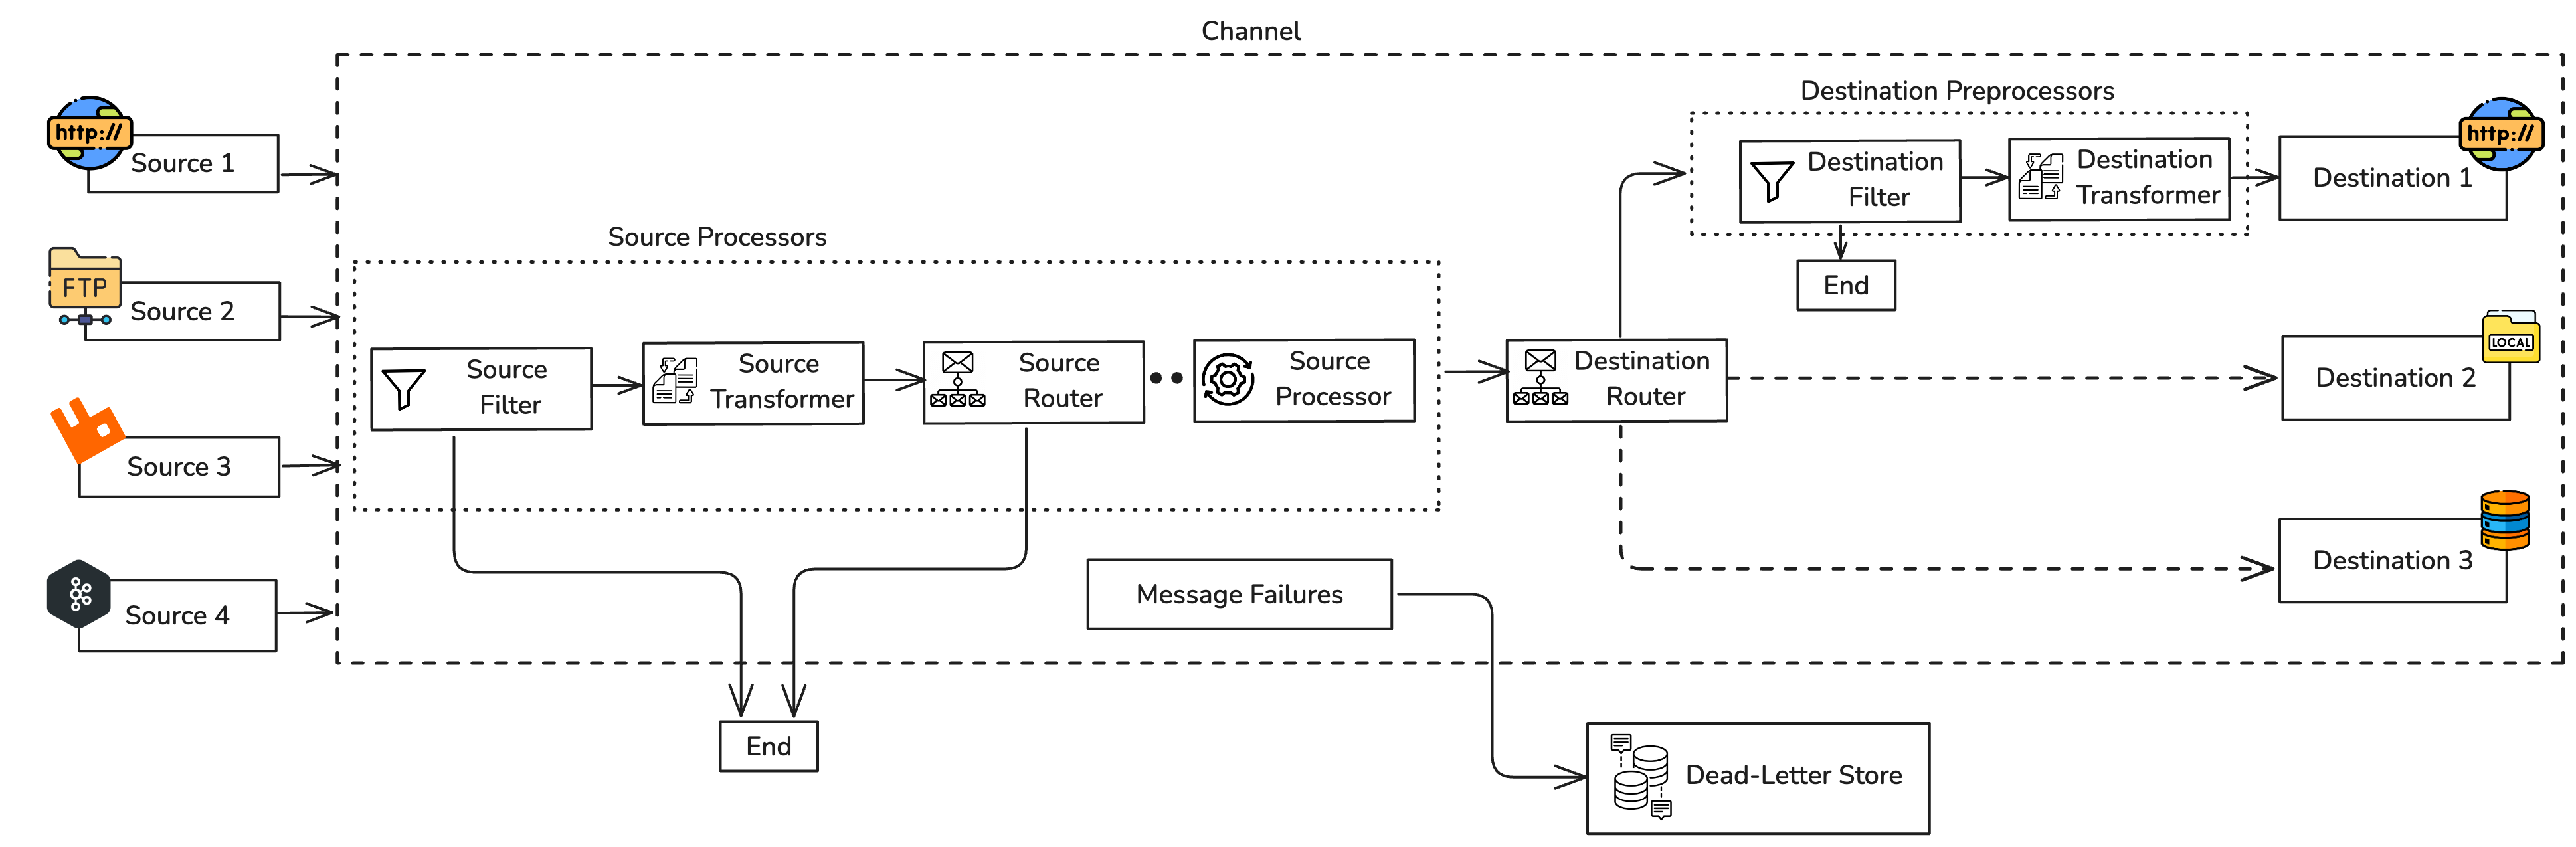 Channel
Destination Preprocessors
http://
Source 1
Destination
Filter
Destination
Transformer
http://
Destination 1
Source Processors
End
FTP
Source 2
Source
Filter
Source
Transformer
Source
Router
Source
Processor
Destination
Router
LOCAL
Destination 2
Source 3
Destination 3
Source 4
Message Failures
End
Dead-Letter Store